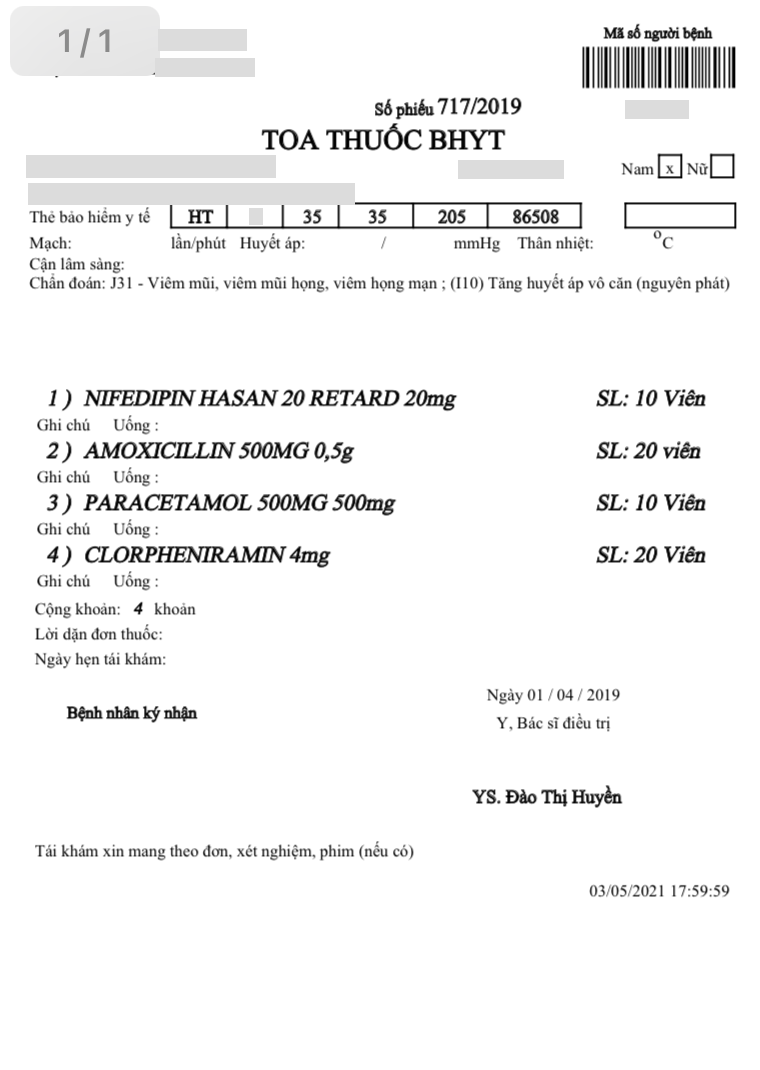 1/1
Mã số người bệnh
Số phiếu 717/2019
TOA THUỐC BHYT
Nam x Nữ
Thẻ bảo hiểm y tế HT 35 35 205 86508
Mạch: lần/phút Huyết áp: / mmHg Thân nhiệt: °C
Cận lâm sàng:
Chẩn đoán: J31 - Viêm mũi, viêm mũi họng, viêm họng mạn ; (I10) Tăng huyết áp vô căn (nguyên phát)
1 ) NIFEDIPIN HASAN 20 RETARD 20mg SL: 10 Viên
Ghi chú Uống :
2 ) AMOXICILLIN 500MG 0,5g SL: 20 viên
Ghi chú Uống :
3 ) PARACETAMOL 500MG 500mg SL: 10 Viên
Ghi chú Uống :
4 ) CLORPHENIRAMIN 4mg SL: 20 Viên
Ghi chú Uống :
Cộng khoản: 4 khoản
Lời dặn đơn thuốc:
Ngày hẹn tái khám:
Ngày 01 / 04 / 2019
Bệnh nhân ký nhận
Y, Bác sĩ điều trị
YS. Đào Thị Huyền
Tái khám xin mang theo đơn, xét nghiệm, phim (nếu có)
03/05/2021 17:59:59